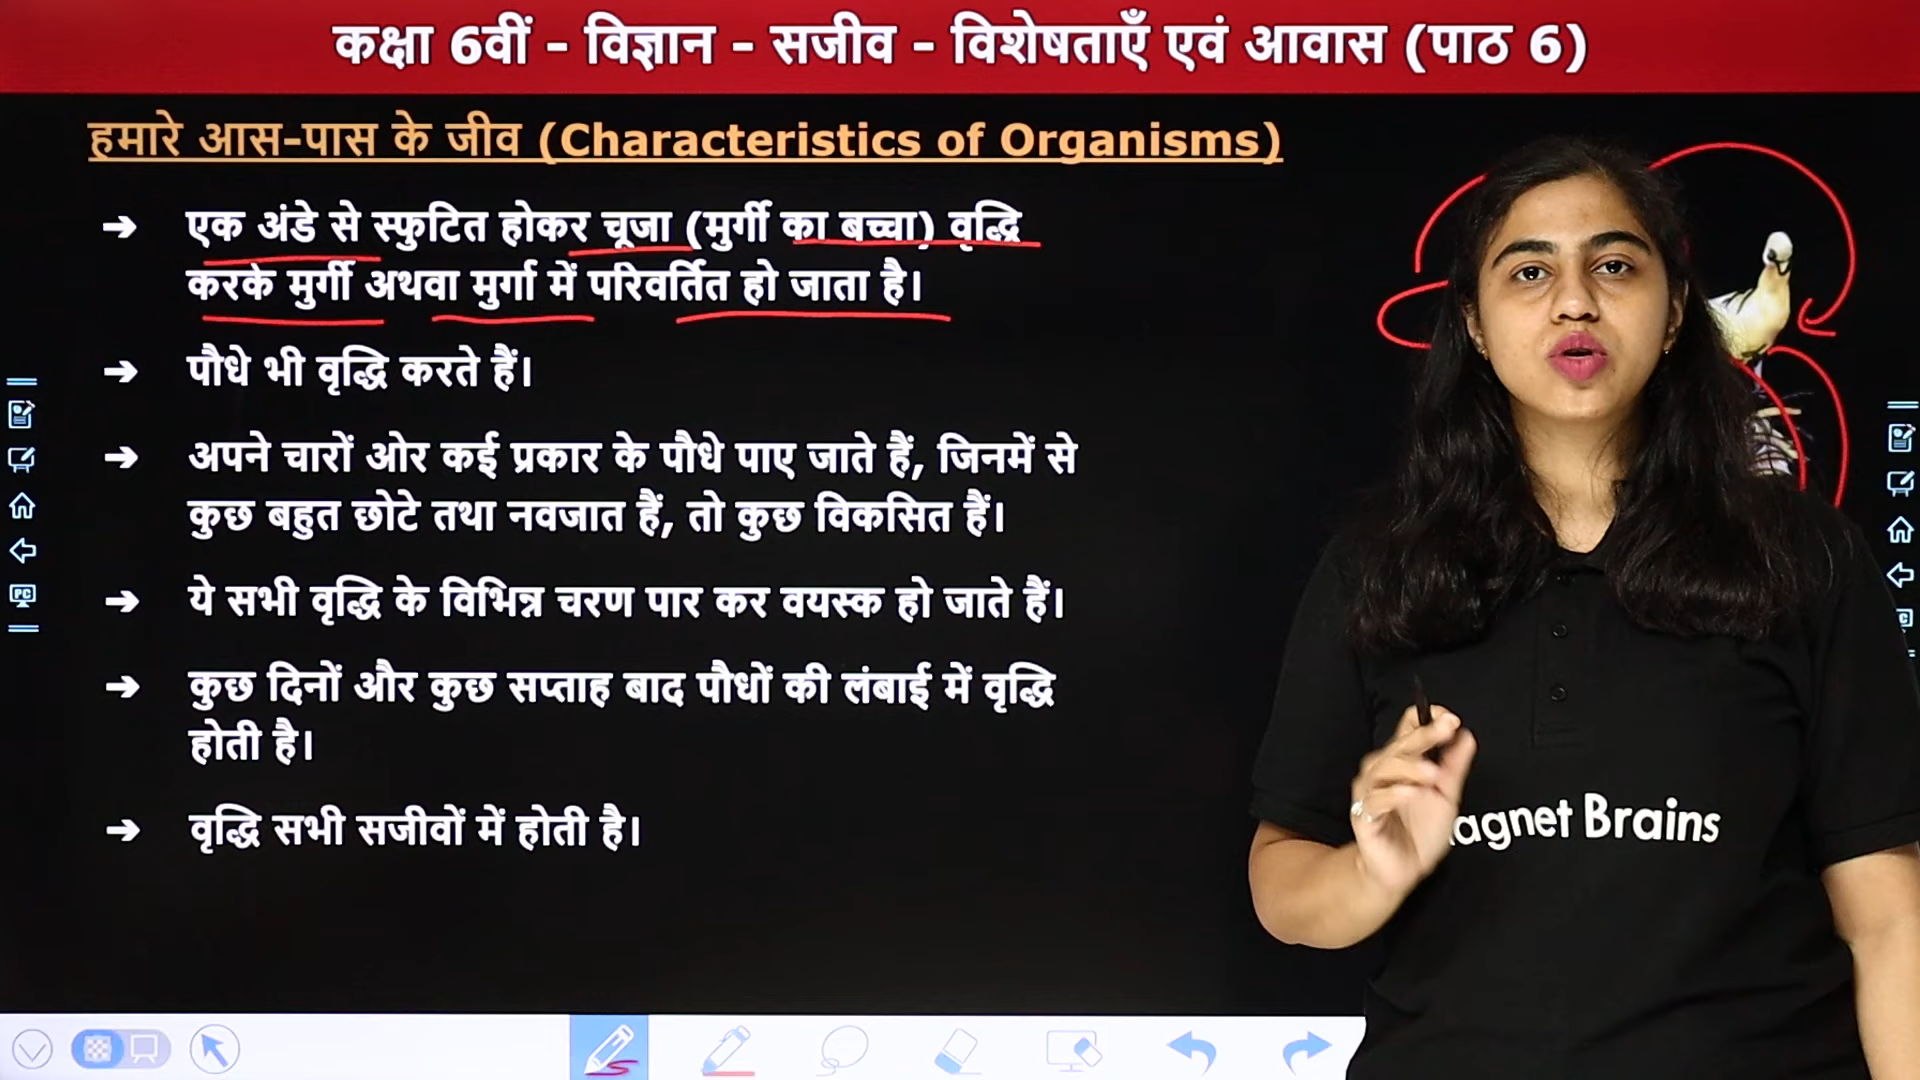 कक्षा 6वीं - विज्ञान - सजीव - विशेषताएँ एवं आवास (पाठ 6)
हमारे आस-पास के जीव (Characteristics of Organisms)
➔ एक अंडे से स्फुटित होकर चूजा (मुर्गी का बच्चा) वृद्धि
करके मुर्गी अथवा मुर्गा में परिवर्तित हो जाता है।
➔ पौधे भी वृद्धि करते हैं।
➔ अपने चारों ओर कई प्रकार के पौधे पाए जाते हैं, जिनमें से
कुछ बहुत छोटे तथा नवजात हैं, तो कुछ विकसित हैं।
➔ ये सभी वृद्धि के विभिन्न चरण पार कर वयस्क हो जाते हैं।
➔ कुछ दिनों और कुछ सप्ताह बाद पौधों की लंबाई में वृद्धि
होती है।
➔ वृद्धि सभी सजीवों में होती है।
agnet Brains
PC